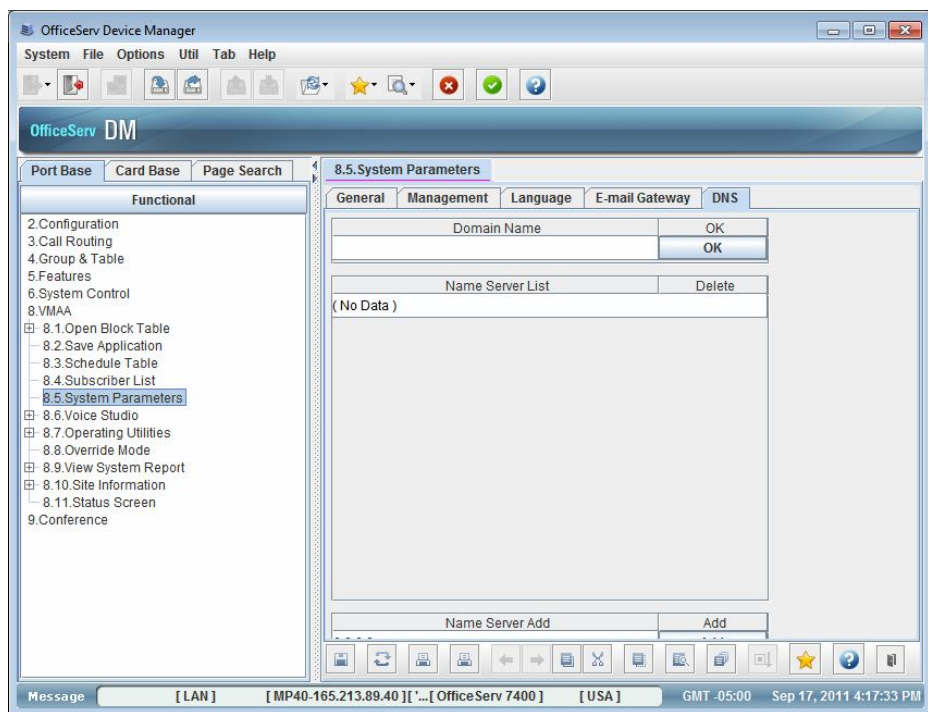 OfficeServ Device Manager
System File Options Util Tab Help
OfficeServ DM
Port Base Card Base Page Search
Functional
2.Configuration
3.Call Routing
4.Group & Table
5.Features
6.System Control
8.VMAA
8.1.Open Block Table
8.2.Save Application
8.3.Schedule Table
8.4.Subscriber List
8.5.System Parameters
8.6.Voice Studio
8.7.Operating Utilities
8.8.Override Mode
8.9.View System Report
8.10.Site Information
8.11.Status Screen
9.Conference
8.5.System Parameters
General Management Language E-mail Gateway DNS
Domain Name OK
OK
Name Server List Delete
( No Data )
Name Server Add Add
Message [ LAN ] [ MP40-165.213.89.40 ][ '...[ OfficeServ 7400 ] [ USA ] GMT -05:00 Sep 17, 2011 4:17:33 PM